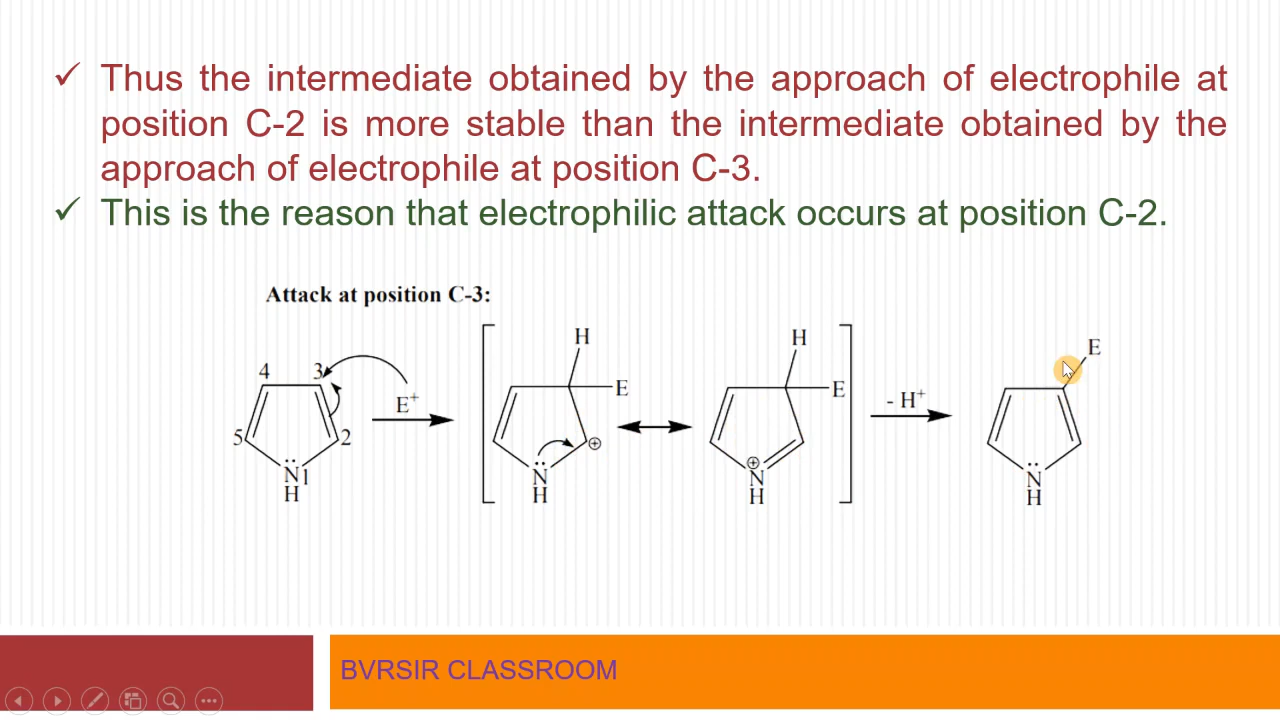 ✓ Thus the intermediate obtained by the approach of electrophile at
position C-2 is more stable than the intermediate obtained by the
approach of electrophile at position C-3.
✓ This is the reason that electrophilic attack occurs at position C-2.
Attack at position C-3:
4 3
5 2
N̈ 1
H
E⁺
H
E
⊕
N̈
H
H
E
⊕
N
H
- H⁺
E
N̈
H
BVRSIR CLASSROOM